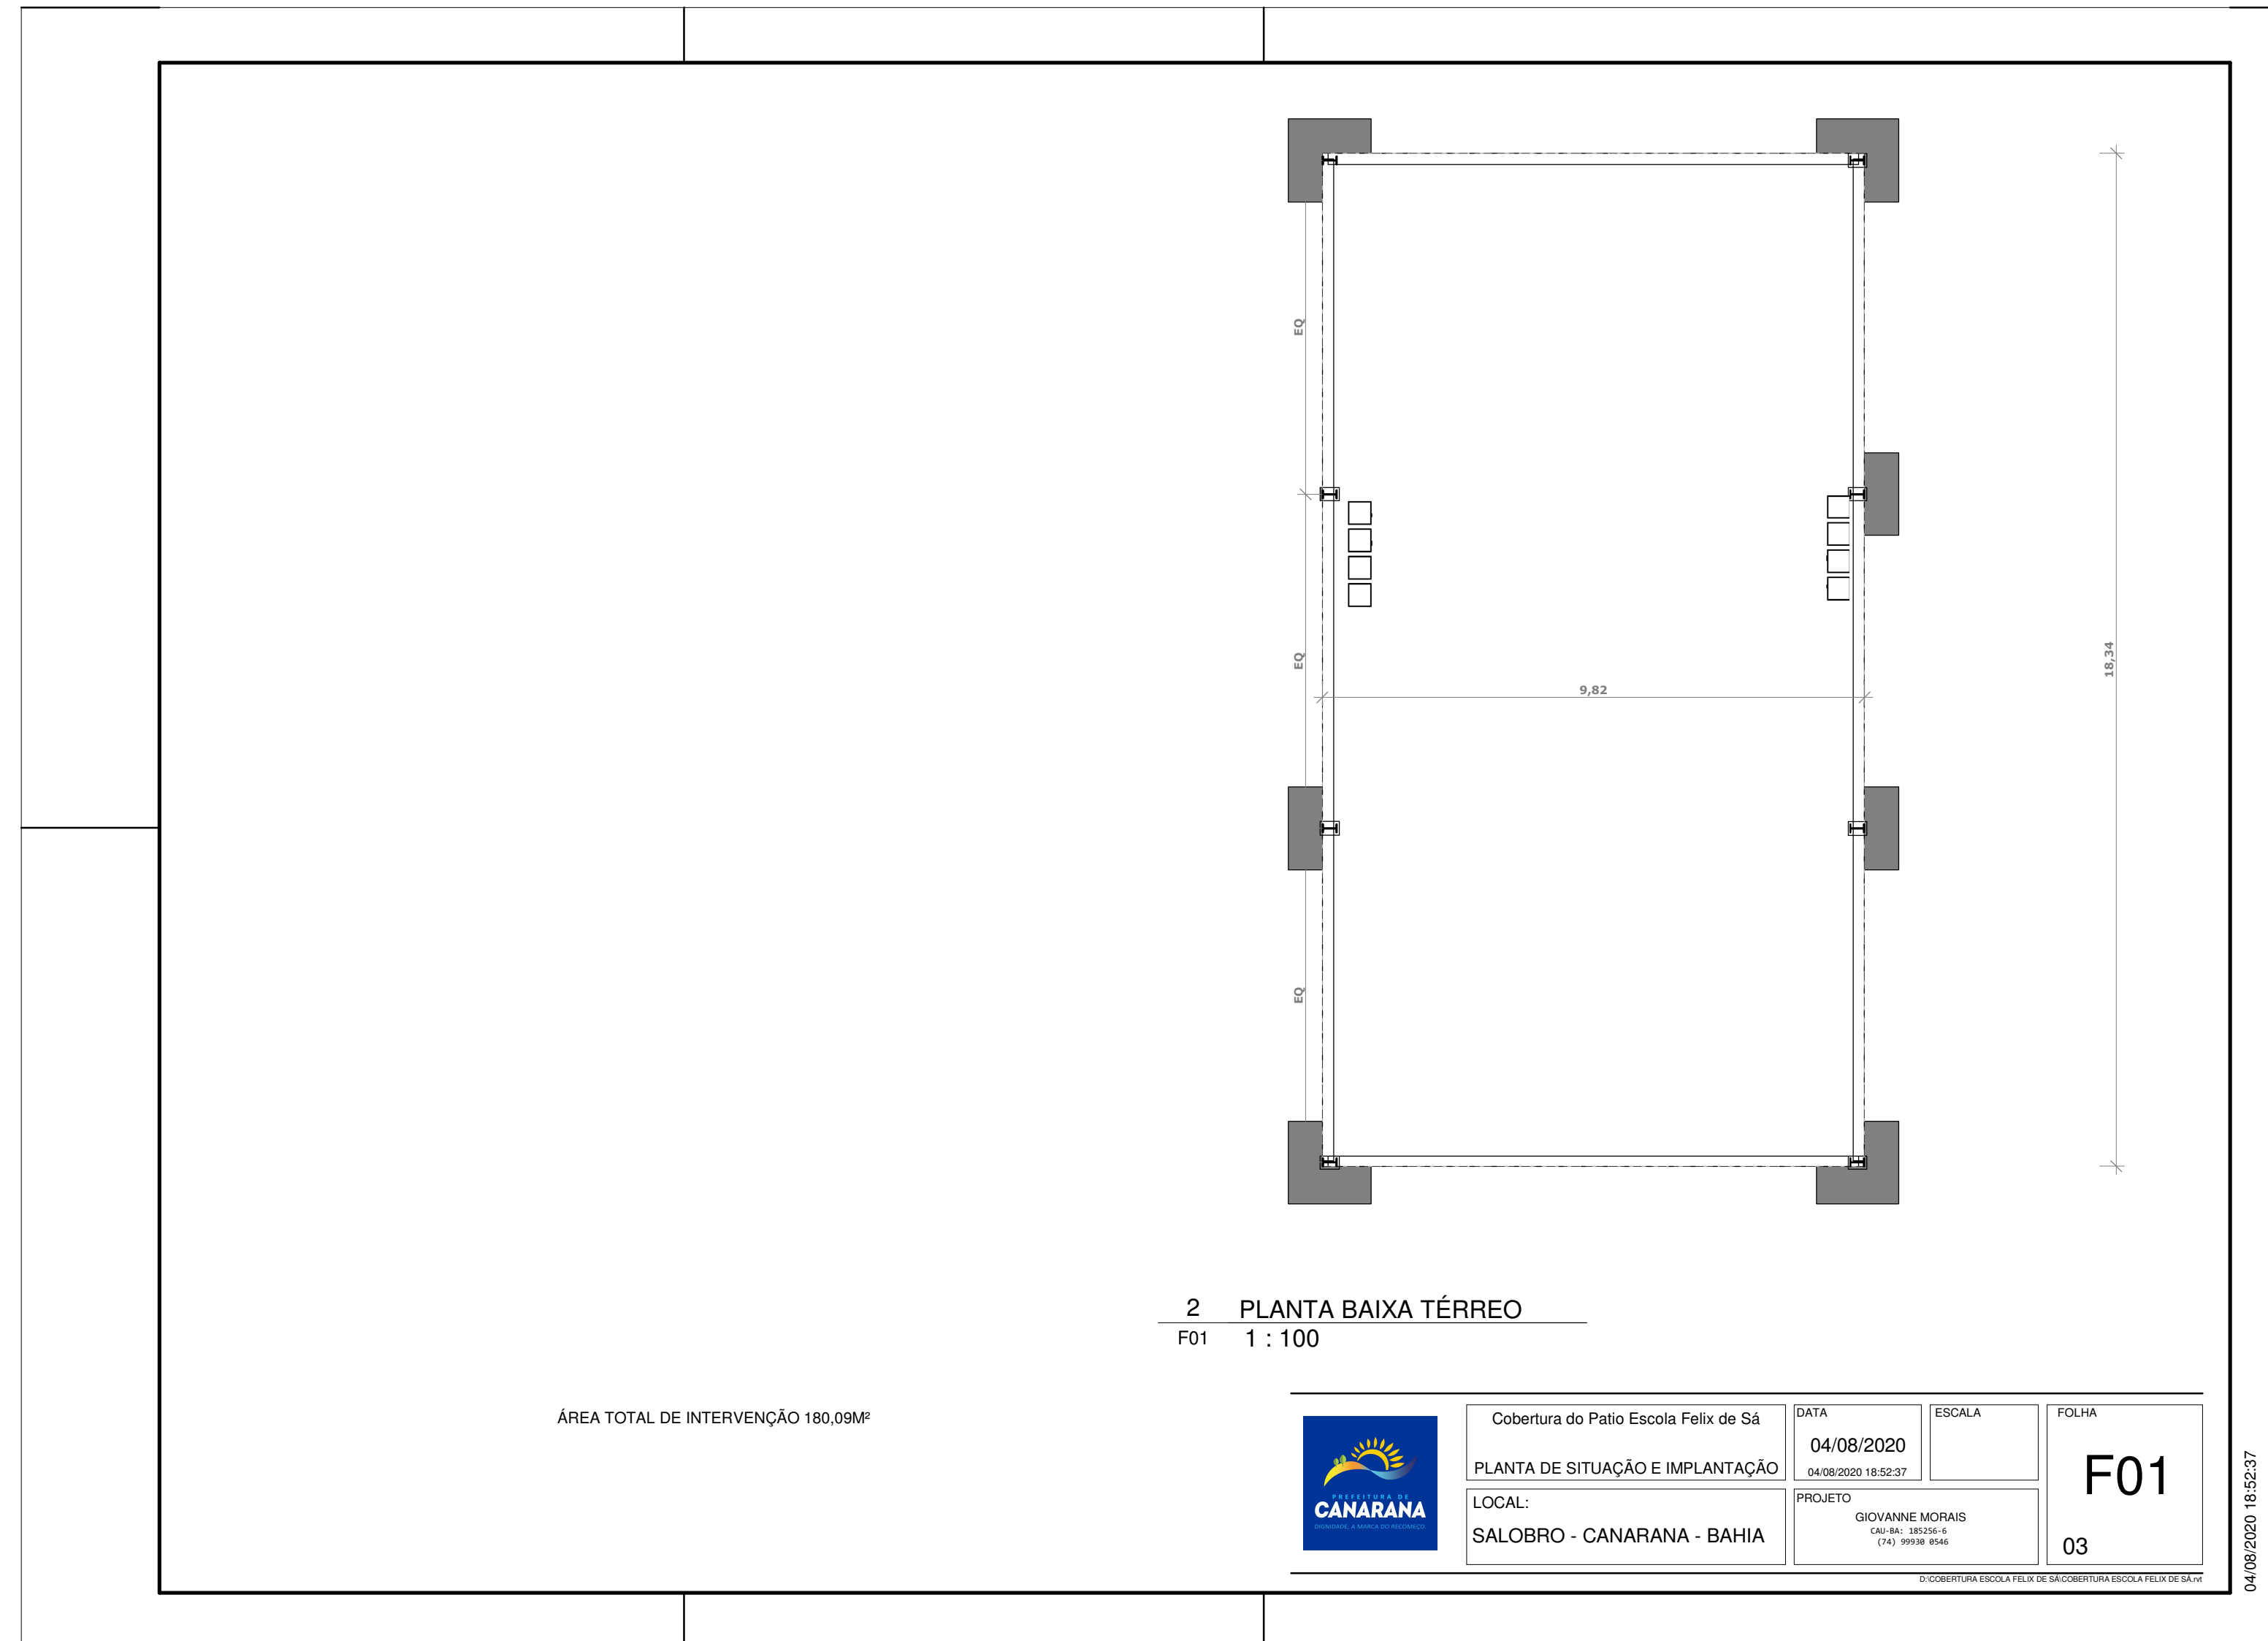 EQ
EQ
9,82
18,34
EQ
2 PLANTA BAIXA TÉRREO
F01 1 : 100
ÁREA TOTAL DE INTERVENÇÃO 180,09M²
PREFEITURA DE
CANARANA
DIGNIDADE, A MARCA DO RECOMEÇO.
Cobertura do Patio Escola Felix de Sá
PLANTA DE SITUAÇÃO E IMPLANTAÇÃO
LOCAL:
SALOBRO - CANARANA - BAHIA
DATA
04/08/2020
04/08/2020 18:52:37
ESCALA
PROJETO
GIOVANNE MORAIS
CAU-BA: 185256-6
(74) 99930 0546
FOLHA
F01
03
D:\COBERTURA ESCOLA FELIX DE SÁ\COBERTURA ESCOLA FELIX DE SÁ.rvt
04/08/2020 18:52:37